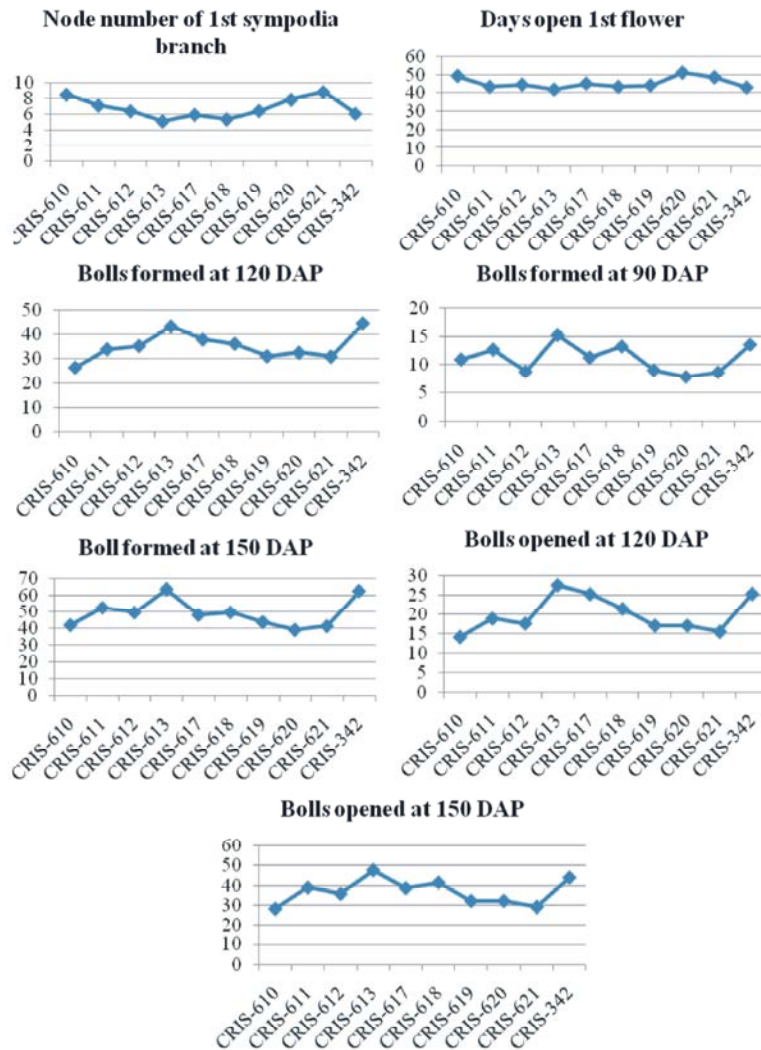 Node number of 1st sympodia
branch
10
8
6
4
2
0
CRIS-610
CRIS-611
CRIS-612
CRIS-613
CRIS-617
CRIS-618
CRIS-619
CRIS-620
CRIS-621
CRIS-342
Days open 1st flower
60
50
40
30
20
10
0
CRIS-610
CRIS-611
CRIS-612
CRIS-613
CRIS-617
CRIS-618
CRIS-619
CRIS-620
CRIS-621
CRIS-342
Bolls formed at 120 DAP
50
40
30
20
10
0
CRIS-610
CRIS-611
CRIS-612
CRIS-613
CRIS-617
CRIS-618
CRIS-619
CRIS-620
CRIS-621
CRIS-342
Bolls formed at 90 DAP
20
15
10
5
0
CRIS-610
CRIS-611
CRIS-612
CRIS-613
CRIS-617
CRIS-618
CRIS-619
CRIS-620
CRIS-621
CRIS-342
Boll formed at 150 DAP
70
60
50
40
30
20
10
0
CRIS-610
CRIS-611
CRIS-612
CRIS-613
CRIS-617
CRIS-618
CRIS-619
CRIS-620
CRIS-621
CRIS-342
Bolls opened at 120 DAP
30
25
20
15
10
5
0
CRIS-610
CRIS-611
CRIS-612
CRIS-613
CRIS-617
CRIS-618
CRIS-619
CRIS-620
CRIS-621
CRIS-342
Bolls opened at 150 DAP
60
50
40
30
20
10
0
CRIS-610
CRIS-611
CRIS-612
CRIS-613
CRIS-617
CRIS-618
CRIS-619
CRIS-620
CRIS-621
CRIS-342